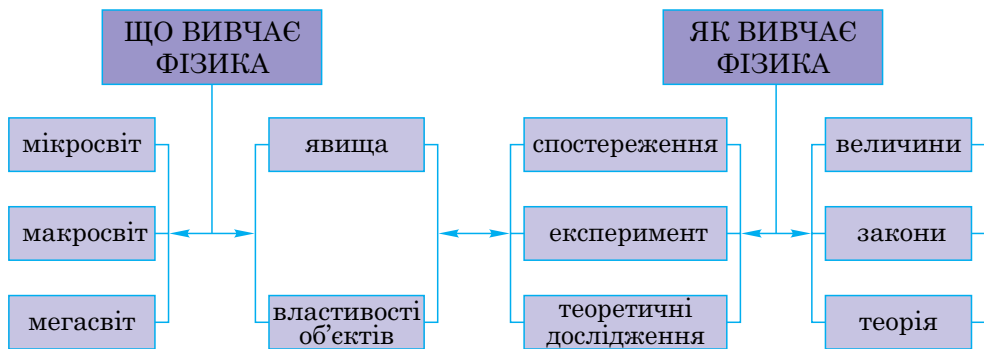 ЩО ВИВЧАЄ
ФІЗИКА
ЯК ВИВЧАЄ
ФІЗИКА
мікросвіт
явища
спостереження
величини
макросвіт
експеримент
закони
мегасвіт
властивості
об’єктів
теоретичні
дослідження
теорія